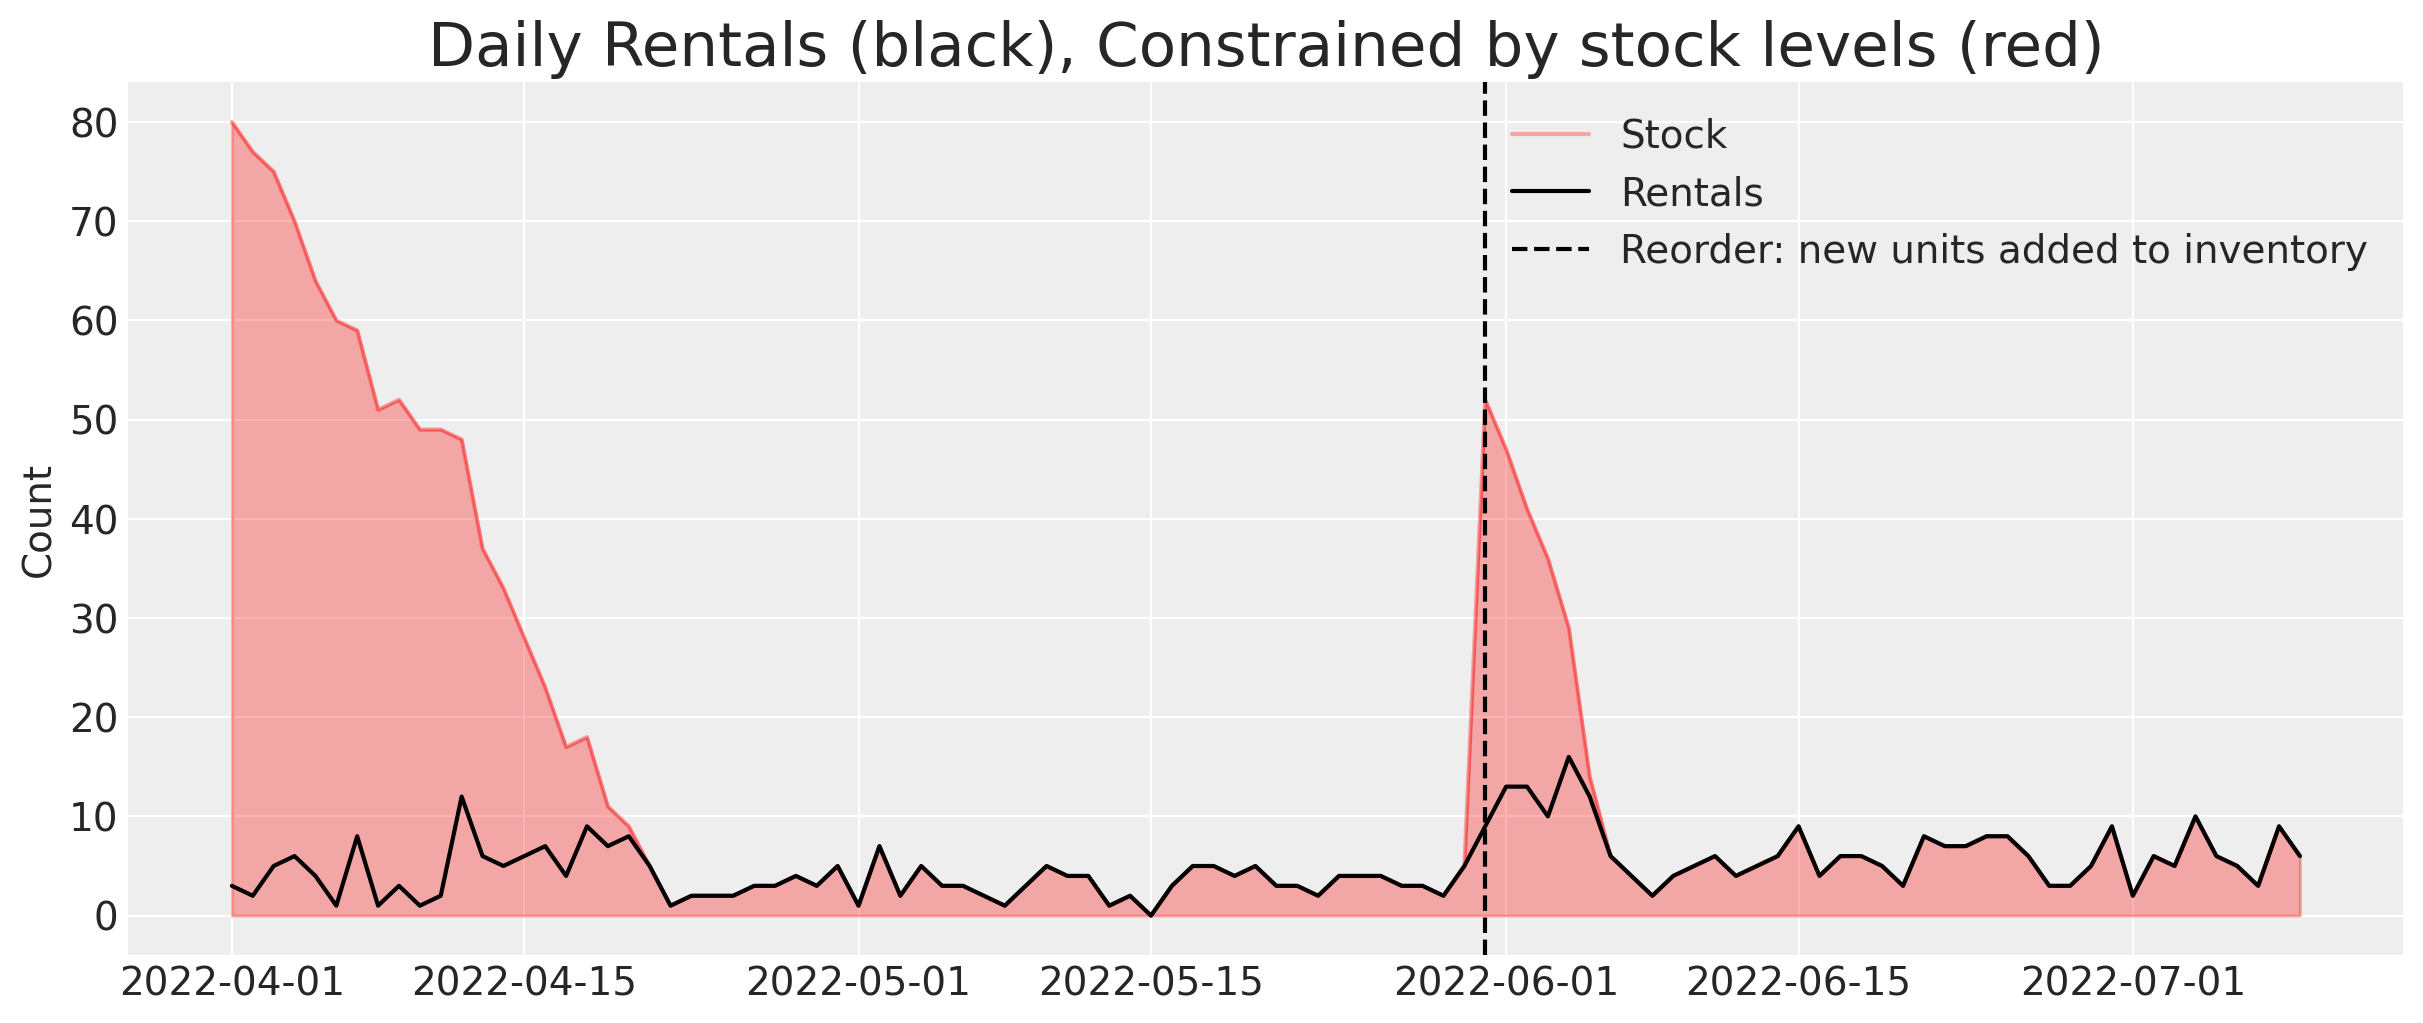 Daily Rentals (black), Constrained by stock levels (red)
Stock
Rentals
Reorder: new units added to inventory
Count
80
70
60
50
40
30
20
10
0
2022-04-01 2022-04-15 2022-05-01 2022-05-15 2022-06-01 2022-06-15 2022-07-01